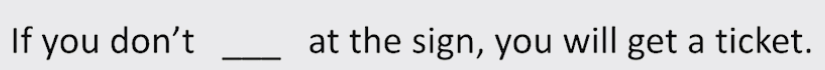 If you don’t ___ at the sign, you will get a ticket.